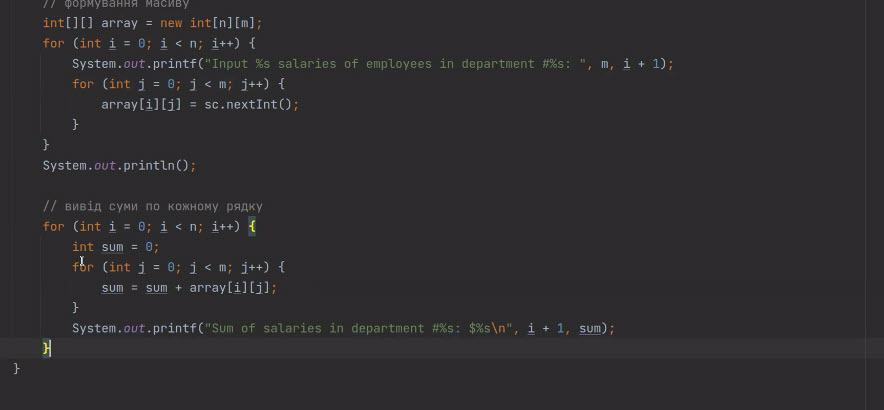 // формування масиву
int[][] array = new int[n][m];
for (int i = 0; i < n; i++) {
System.out.printf("Input %s salaries of employees in department #%s: ", m, i + 1);
for (int j = 0; j < m; j++) {
array[i][j] = sc.nextInt();
}
}
System.out.println();
// вивід суми по кожному рядку
for (int i = 0; i < n; i++) {
int sum = 0;
for (int j = 0; j < m; j++) {
sum = sum + array[i][j];
}
System.out.printf("Sum of salaries in department #%s: $%s\n", i + 1, sum);
}
}